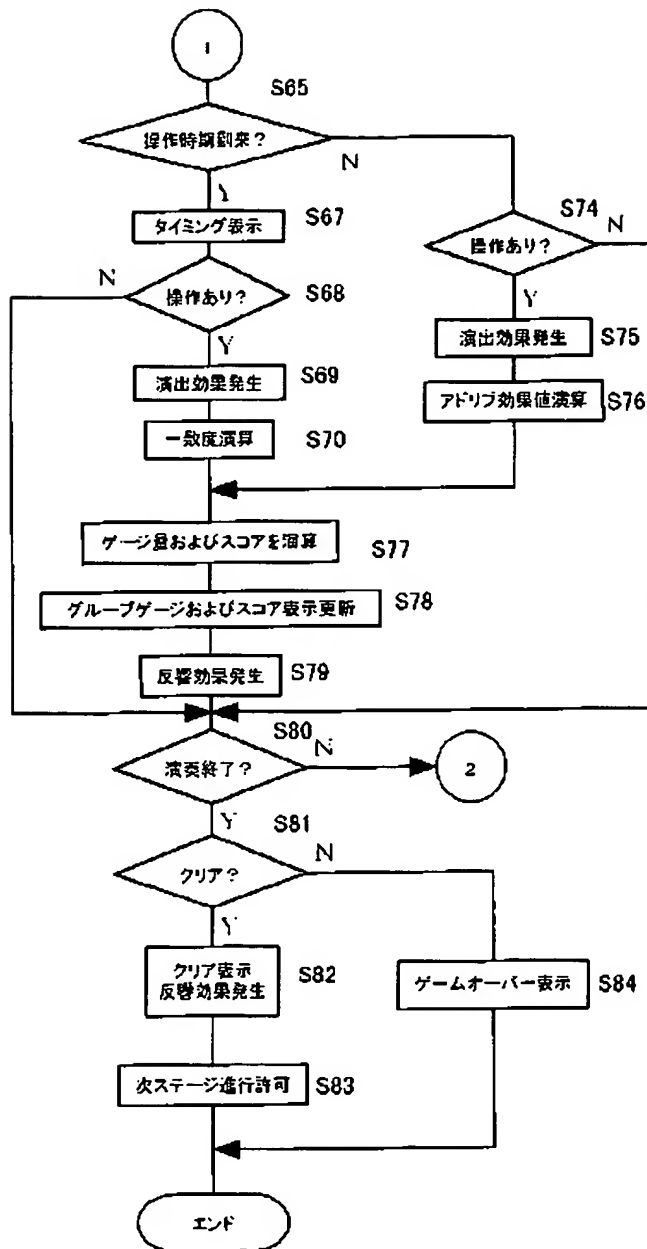 1
S65
操作時期到来？
N
Y
タイミング表示
S67
S74
N
操作あり？
N
操作あり？
S68
Y
Y
演出効果発生
S75
演出効果発生
S69
アドリブ効果値演算
S76
一致度演算
S70
ゲージ量およびスコアを演算
S77
グループゲージおよびスコア表示更新
S78
反響効果発生
S79
S80
演奏終了？
N
2
Y
S81
クリア？
N
Y
クリア表示
反響効果発生
S82
ゲームオーバー表示
S84
次ステージ進行許可
S83
エンド